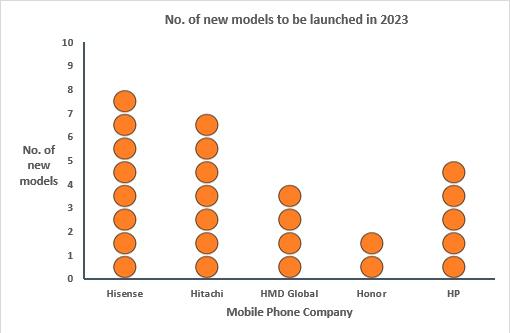 No. of new models to be launched in 2023
10
9
8
7
6
5
4
3
2
1
0
No. of
new
models
Hisense Hitachi HMD Global Honor HP
Mobile Phone Company